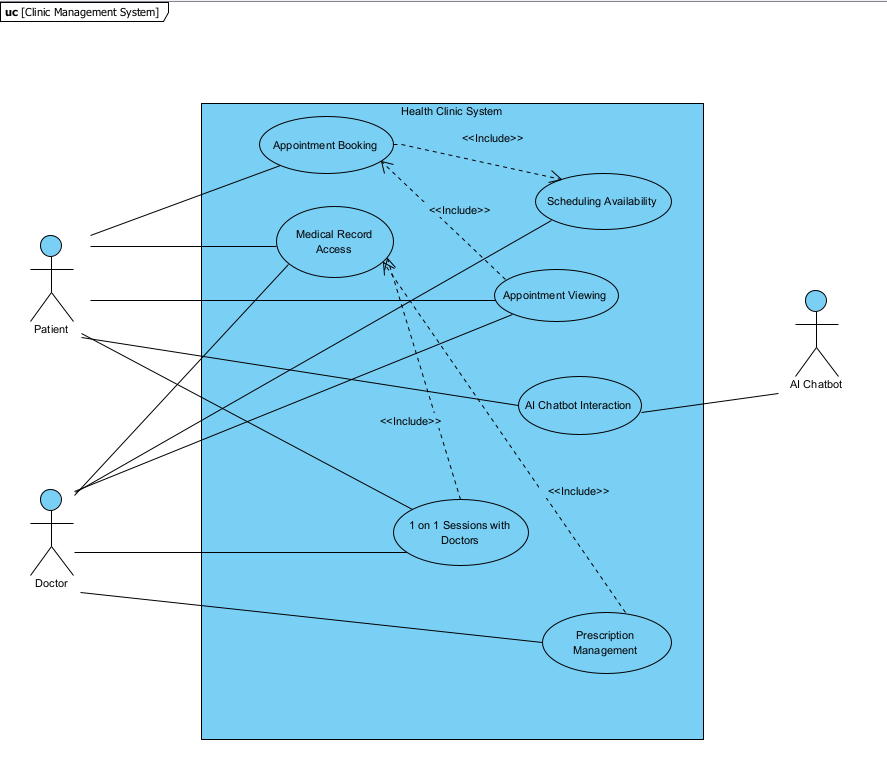 uc [Clinic Management System]
Health Clinic System
Appointment Booking
<<Include>>
Scheduling Availability
<<Include>>
Medical Record
Access
Appointment Viewing
Patient
AI Chatbot
AI Chatbot Interaction
<<Include>>
<<Include>>
1 on 1 Sessions with
Doctors
Doctor
Prescription
Management